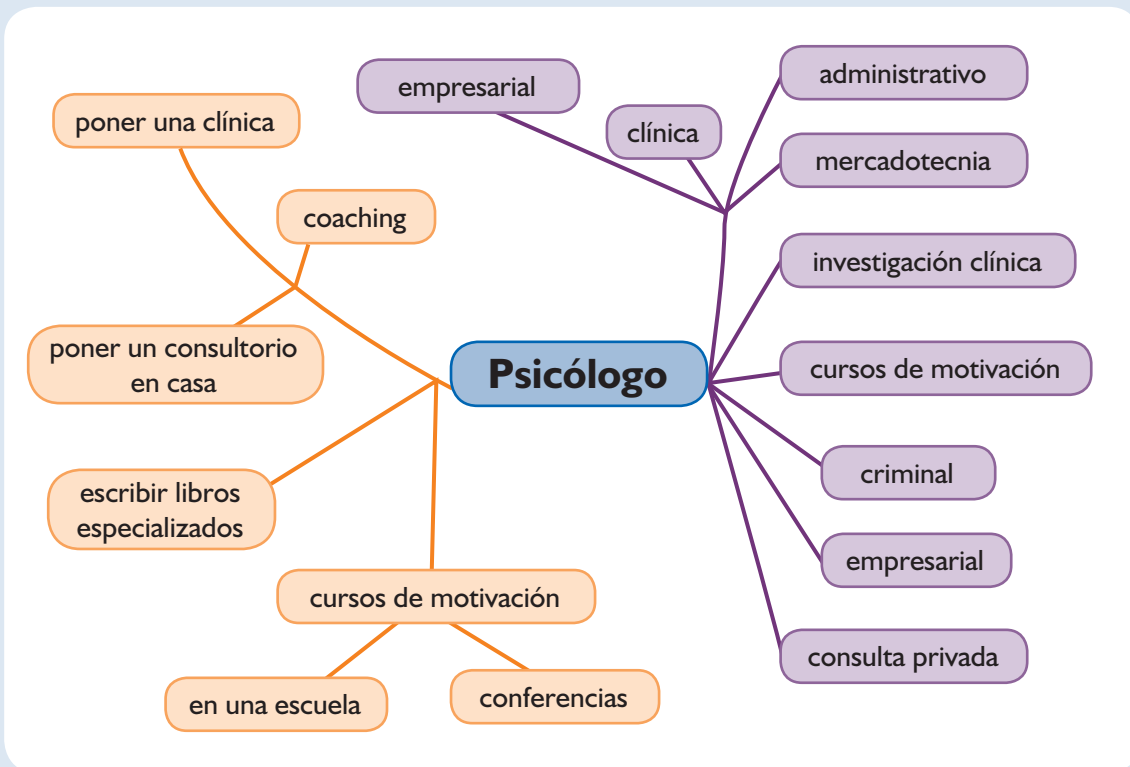 administrativo
empresarial
poner una clínica
clínica
mercadotecnia
coaching
investigación clínica
poner un consultorio
en casa
Psicólogo
cursos de motivación
criminal
escribir libros
especializados
empresarial
cursos de motivación
consulta privada
en una escuela
conferencias